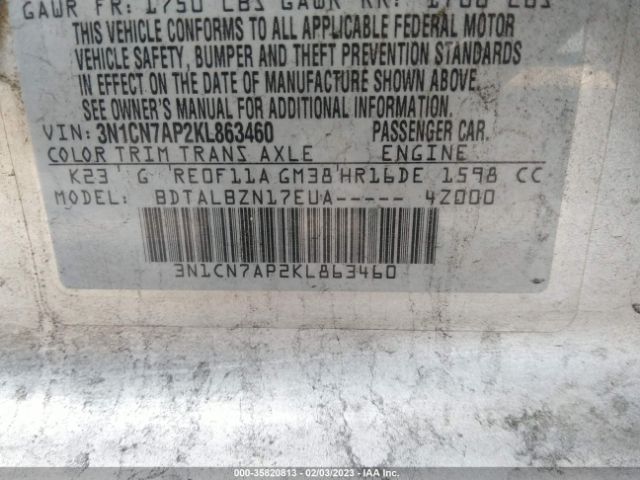 GAWR FR: 1750 LBS GAWR RR: 1700 LBS
THIS VEHICLE CONFORMS TO ALL APPLICABLE FEDERAL MOTOR
VEHICLE SAFETY, BUMPER AND THEFT PREVENTION STANDARDS
IN EFFECT ON THE DATE OF MANUFACTURE SHOWN ABOVE.
SEE OWNER'S MANUAL FOR ADDITIONAL INFORMATION.
VIN: 3N1CN7AP2KL863460 PASSENGER CAR.
COLOR TRIM TRANS AXLE ENGINE
K23 G RE0F11A GM38 HR16DE 1598 CC
MODEL: BDTALBZN17EUA----- 4Z000
3N1CN7AP2KL863460
000-35820813 - 02/03/2023 - IAA LLC